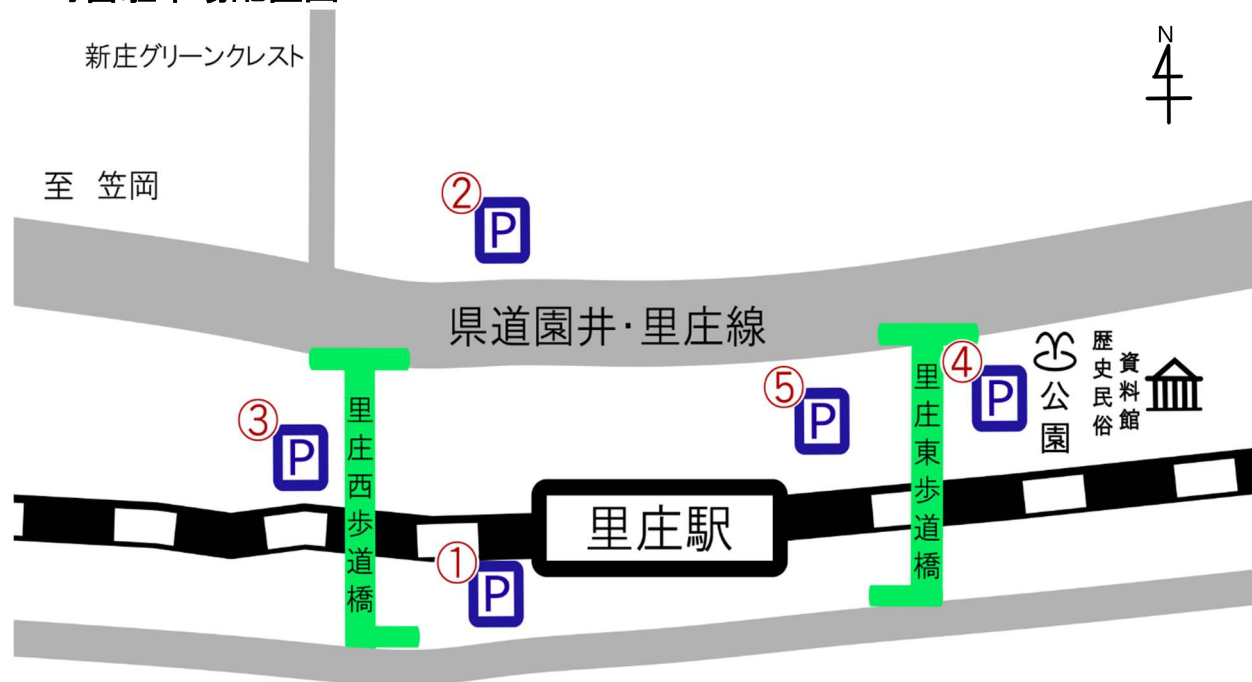 新庄グリーンクレスト
N
至 笠岡
②
P
県道園井・里庄線
里庄西歩道橋
③
P
里庄東歩道橋
④
P
公園
歴史民俗
資料館
⑤
P
里庄駅
①
P